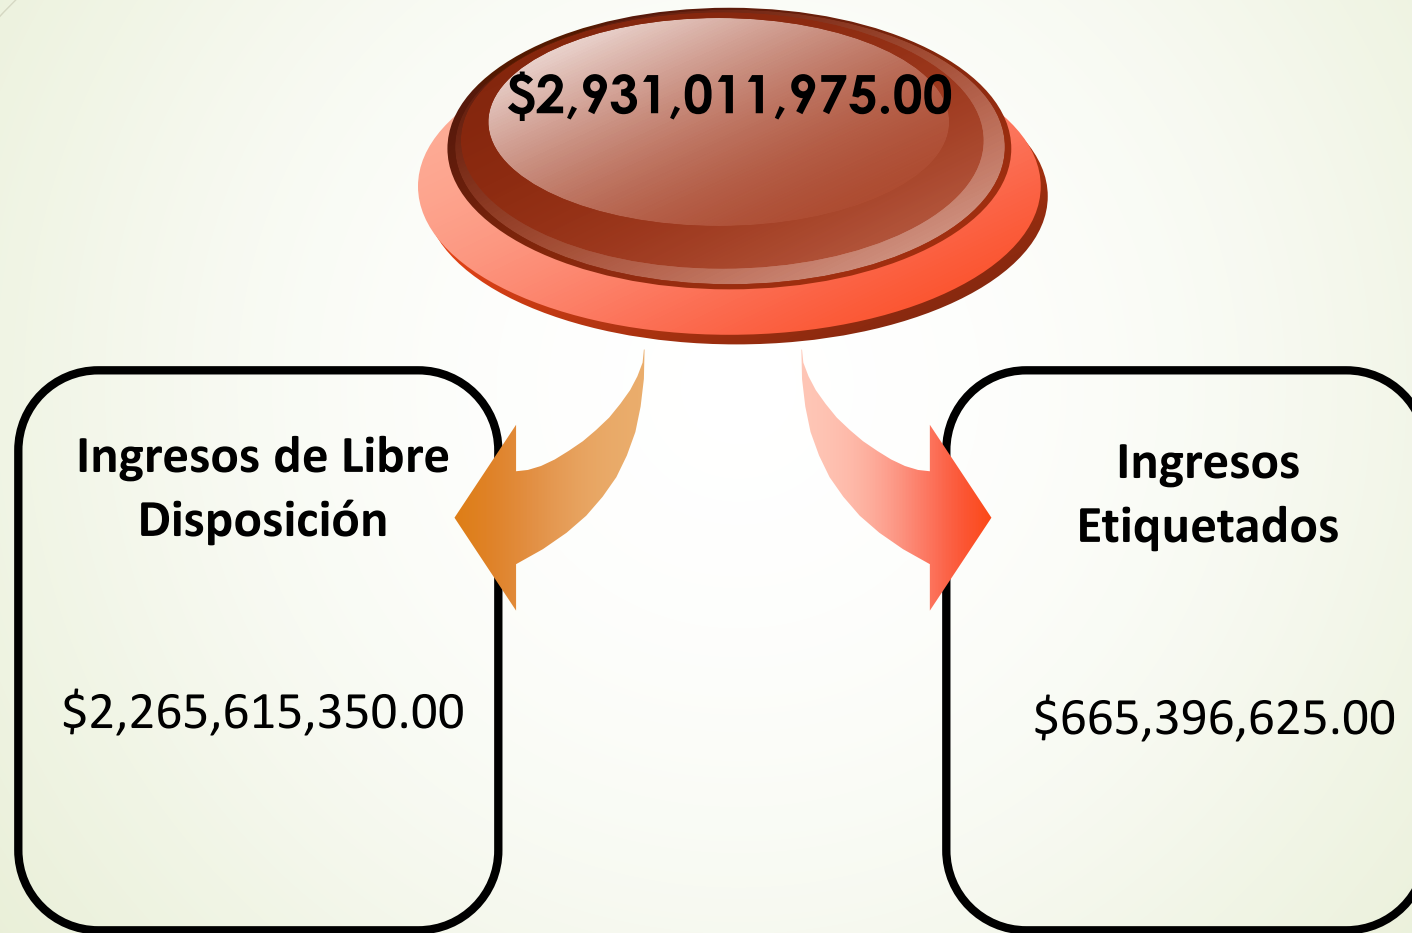 $2,931,011,975.00
Ingresos de Libre
Disposición
$2,265,615,350.00
Ingresos
Etiquetados
$665,396,625.00